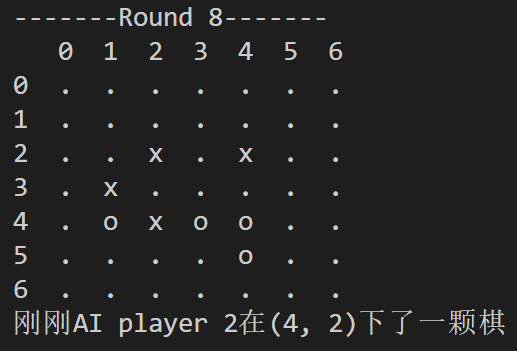 -------Round 8-------
   0  1  2  3  4  5  6
0  .  .  .  .  .  .  .
1  .  .  .  .  .  .  .
2  .  .  x  .  x  .  .
3  .  x  .  .  .  .  .
4  .  o  x  o  o  .  .
5  .  .  .  .  o  .  .
6  .  .  .  .  .  .  .
刚刚AI player 2在(4, 2)下了一颗棋